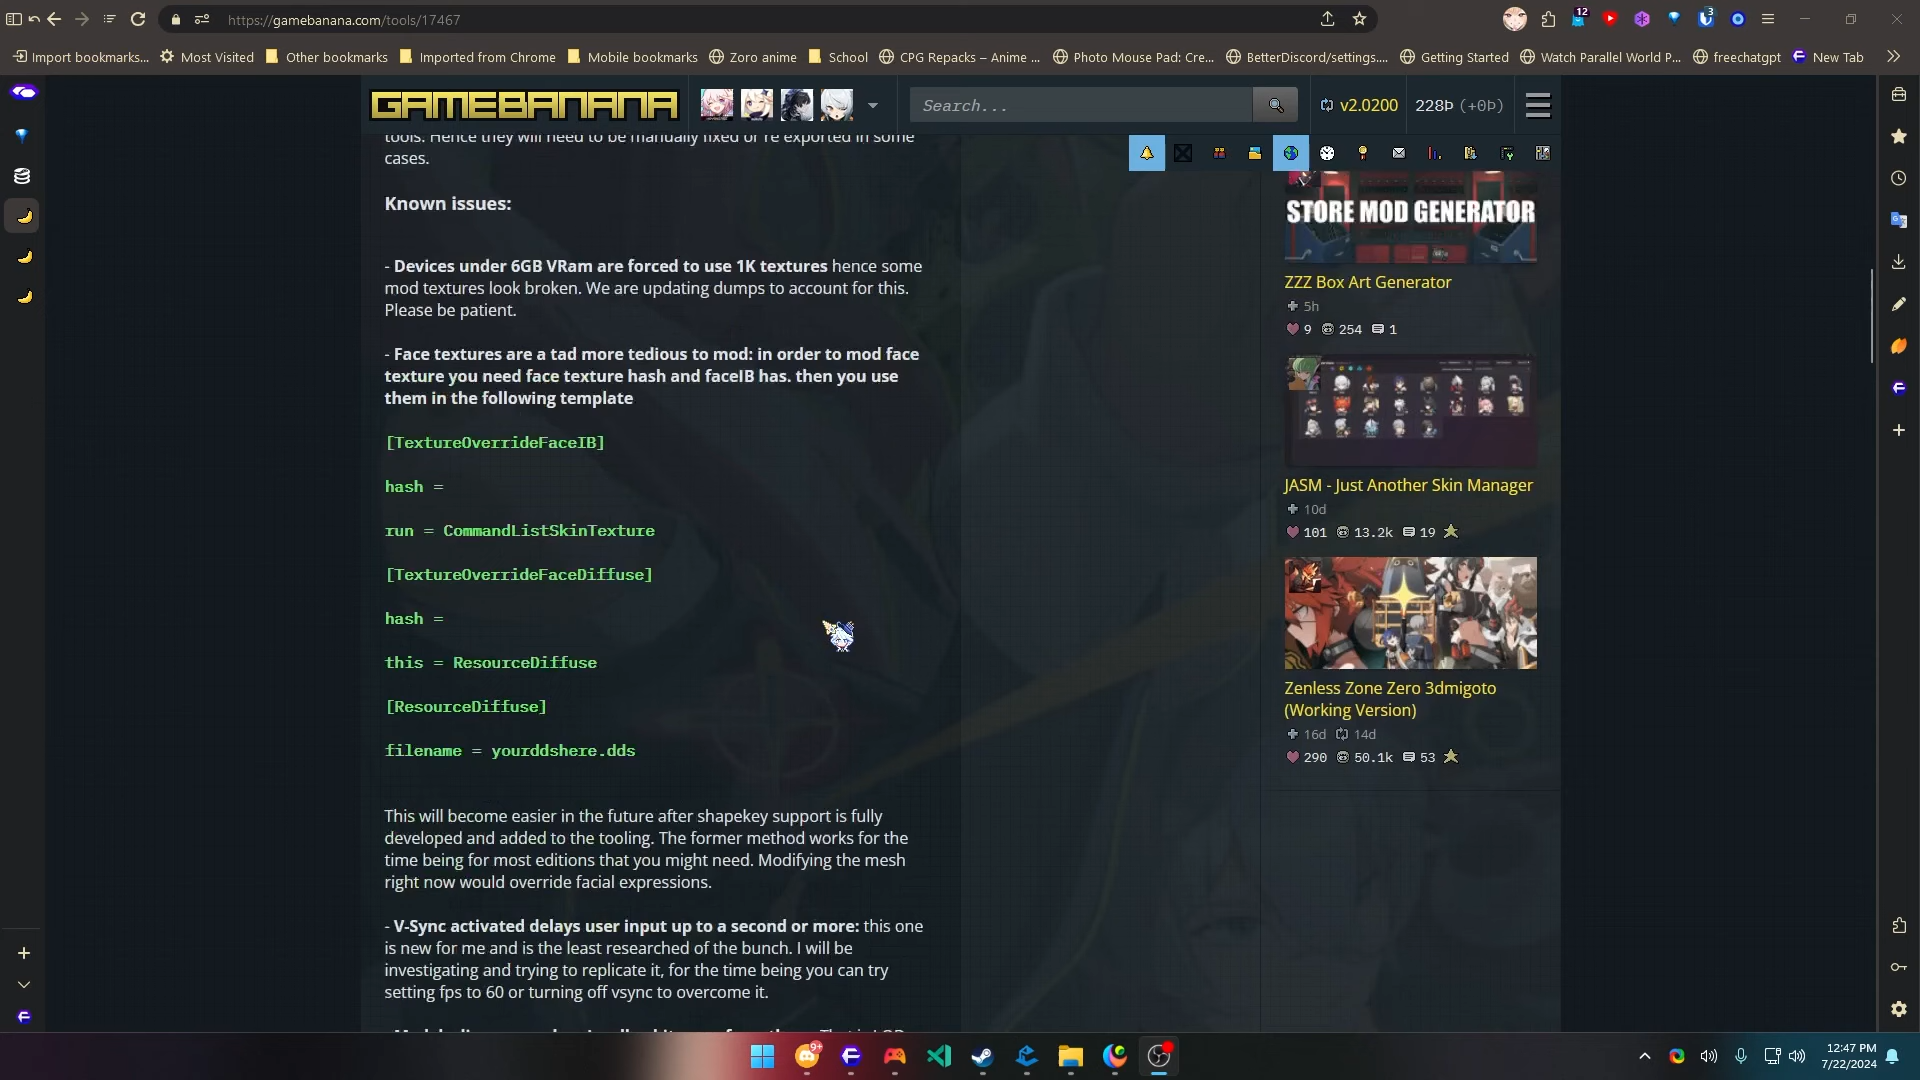 https://gamebanana.com/tools/17467
12
3
Import bookmarks...
Most Visited
Other bookmarks
Imported from Chrome
Mobile bookmarks
Zoro anime
School
CPG Repacks – Anime ...
Photo Mouse Pad: Cre...
BetterDiscord/settings....
Getting Started
Watch Parallel World P...
freechatgpt
New Tab
GAMEBANANA
Search...
v2.0200
228Þ (+0Þ)
tools. Hence they will need to be manually fixed or re exported in some
cases.
Known issues:
- Devices under 6GB VRam are forced to use 1K textures hence some
mod textures look broken. We are updating dumps to account for this.
Please be patient.
- Face textures are a tad more tedious to mod: in order to mod face
texture you need face texture hash and faceIB has. then you use
them in the following template
[TextureOverrideFaceIB]
hash =
run = CommandListSkinTexture
[TextureOverrideFaceDiffuse]
hash =
this = ResourceDiffuse
[ResourceDiffuse]
filename = yourddshere.dds
This will become easier in the future after shapekey support is fully
developed and added to the tooling. The former method works for the
time being for most editions that you might need. Modifying the mesh
right now would override facial expressions.
- V-Sync activated delays user input up to a second or more: this one
is new for me and is the least researched of the bunch. I will be
investigating and trying to replicate it, for the time being you can try
setting fps to 60 or turning off vsync to overcome it.
STORE MOD GENERATOR
ZZZ Box Art Generator
5h
9 254 1
JASM - Just Another Skin Manager
10d
101 13.2k 19
Zenless Zone Zero 3dmigoto
(Working Version)
16d 14d
290 50.1k 53
9+
12:47 PM
7/22/2024